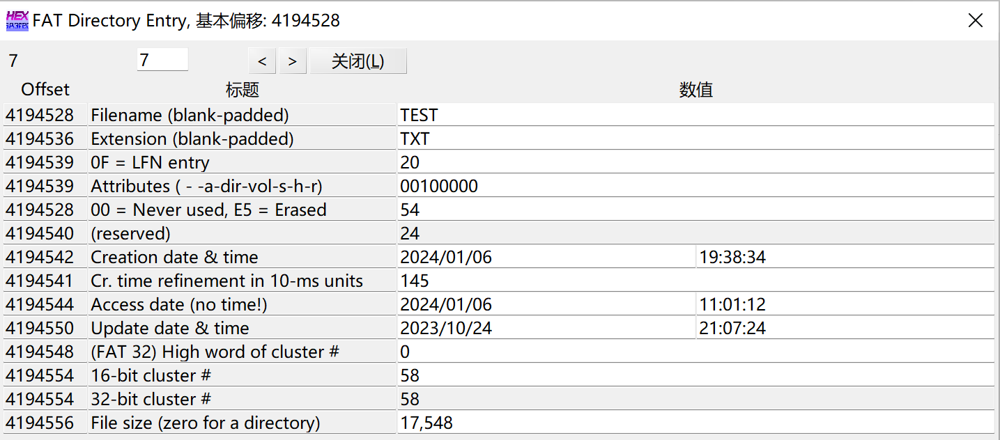 FAT Directory Entry, 基本偏移: 4194528
7 7 < > 关闭(L)
Offset 标题 数值
4194528 Filename (blank-padded) TEST
4194536 Extension (blank-padded) TXT
4194539 0F = LFN entry 20
4194539 Attributes ( - -a-dir-vol-s-h-r) 00100000
4194528 00 = Never used, E5 = Erased 54
4194540 (reserved) 24
4194542 Creation date & time 2024/01/06 19:38:34
4194541 Cr. time refinement in 10-ms units 145
4194544 Access date (no time!) 2024/01/06 11:01:12
4194550 Update date & time 2023/10/24 21:07:24
4194548 (FAT 32) High word of cluster # 0
4194554 16-bit cluster # 58
4194554 32-bit cluster # 58
4194556 File size (zero for a directory) 17,548